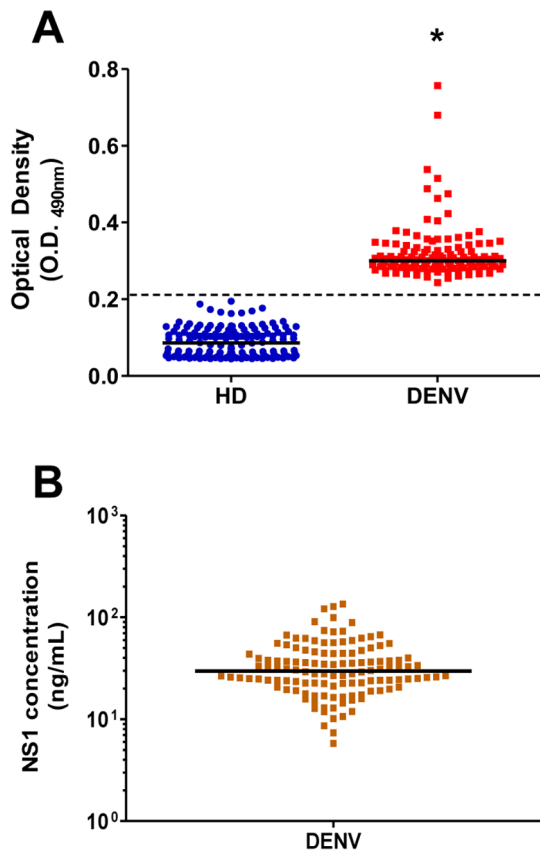 A
*
Optical Density
(O.D. 490nm)
0.8
0.6
0.4
0.2
0.0
HD DENV
B
NS1 concentration
(ng/mL)
10³
10²
10¹
10⁰
DENV